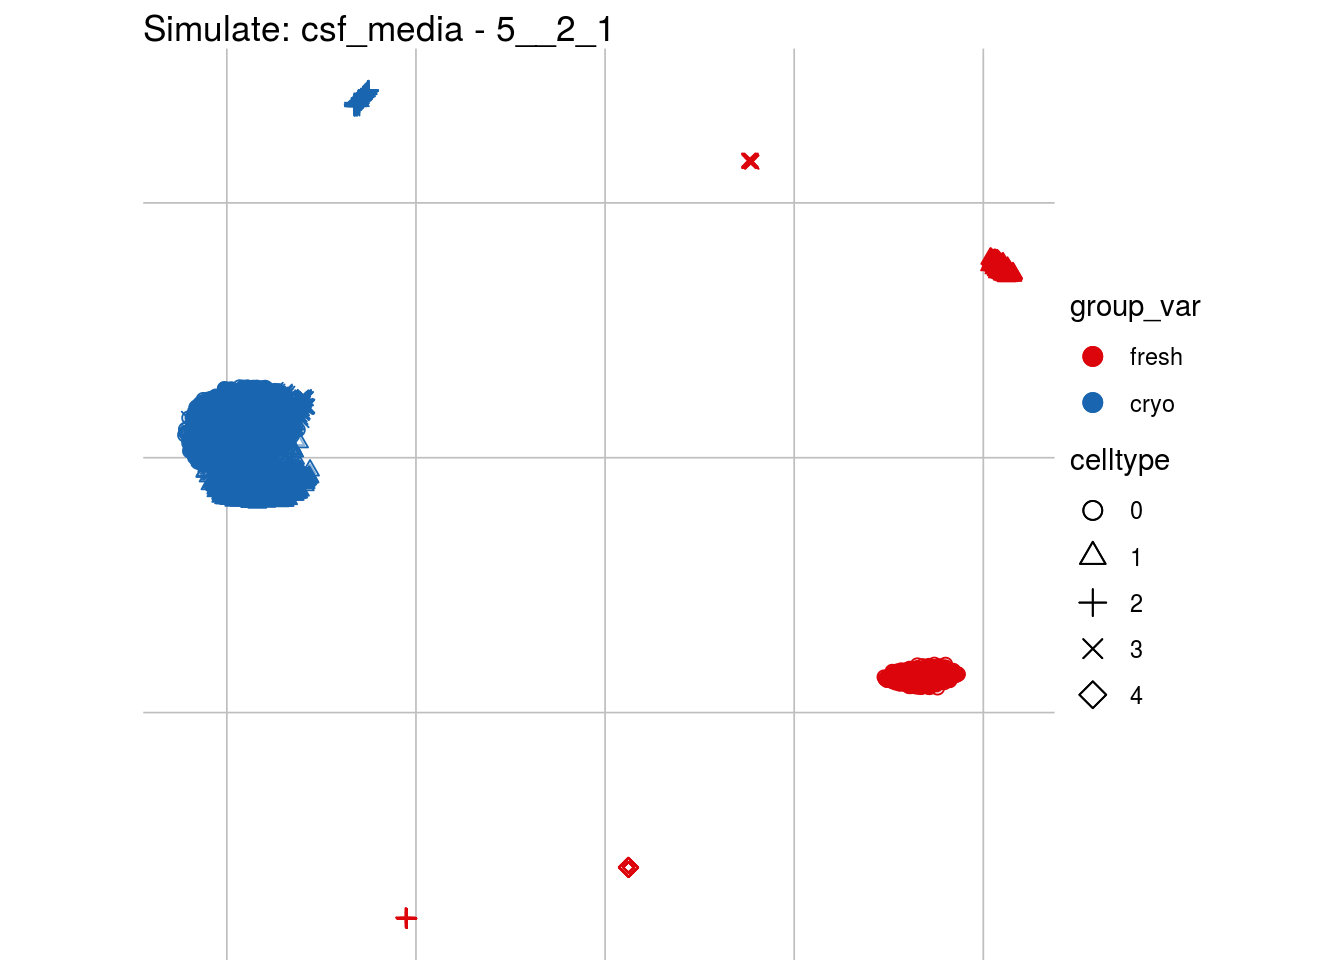 Simulate: csf_media - 5__2_1
group_var
fresh
cryo
celltype
0
1
2
3
4